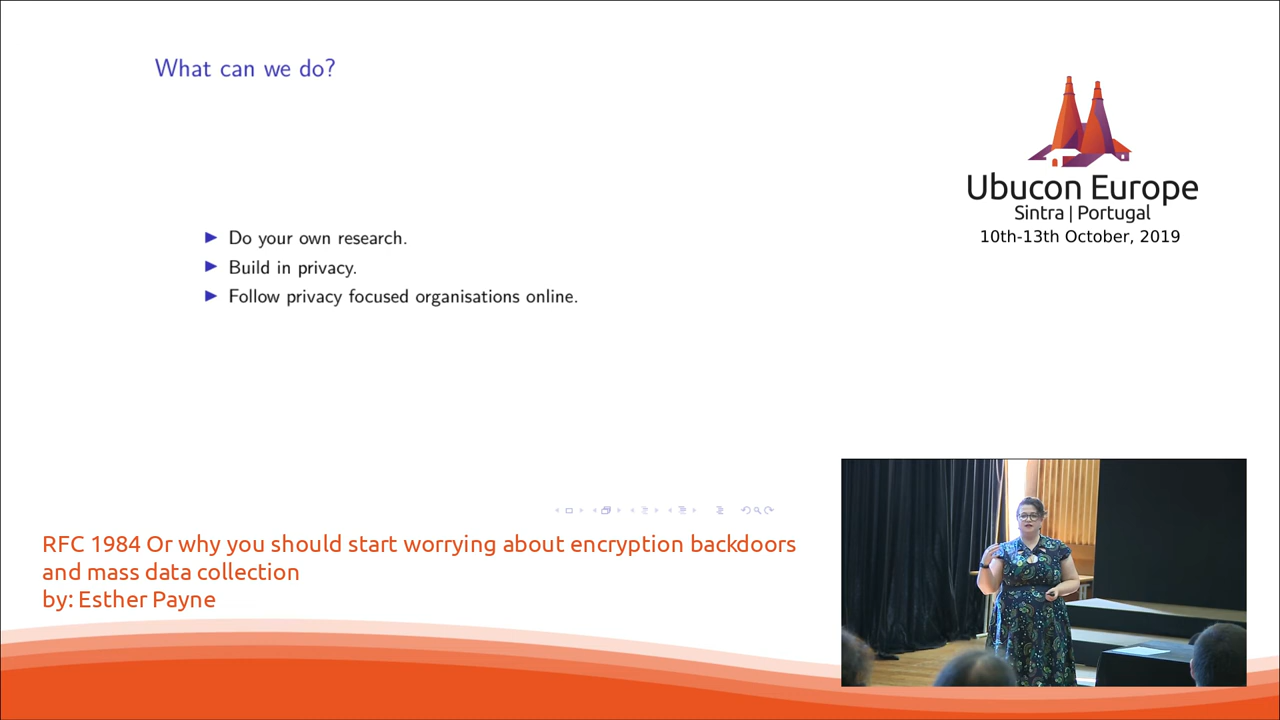 What can we do?
Do your own research.
Build in privacy.
Follow privacy focused organisations online.
Ubucon Europe
Sintra | Portugal
10th-13th October, 2019
RFC 1984 Or why you should start worrying about encryption backdoors
and mass data collection
by: Esther Payne